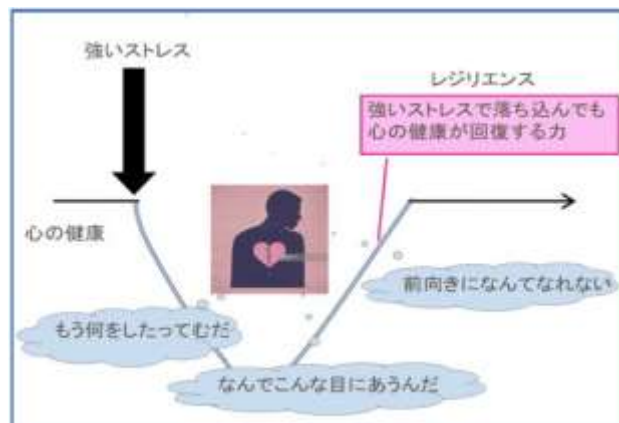 強いストレス
レジリエンス
強いストレスで落ち込んでも
心の健康が回復する力
心の健康
前向きになんてなれない
もう何をしたってむだ
なんでこんな目にあうんだ